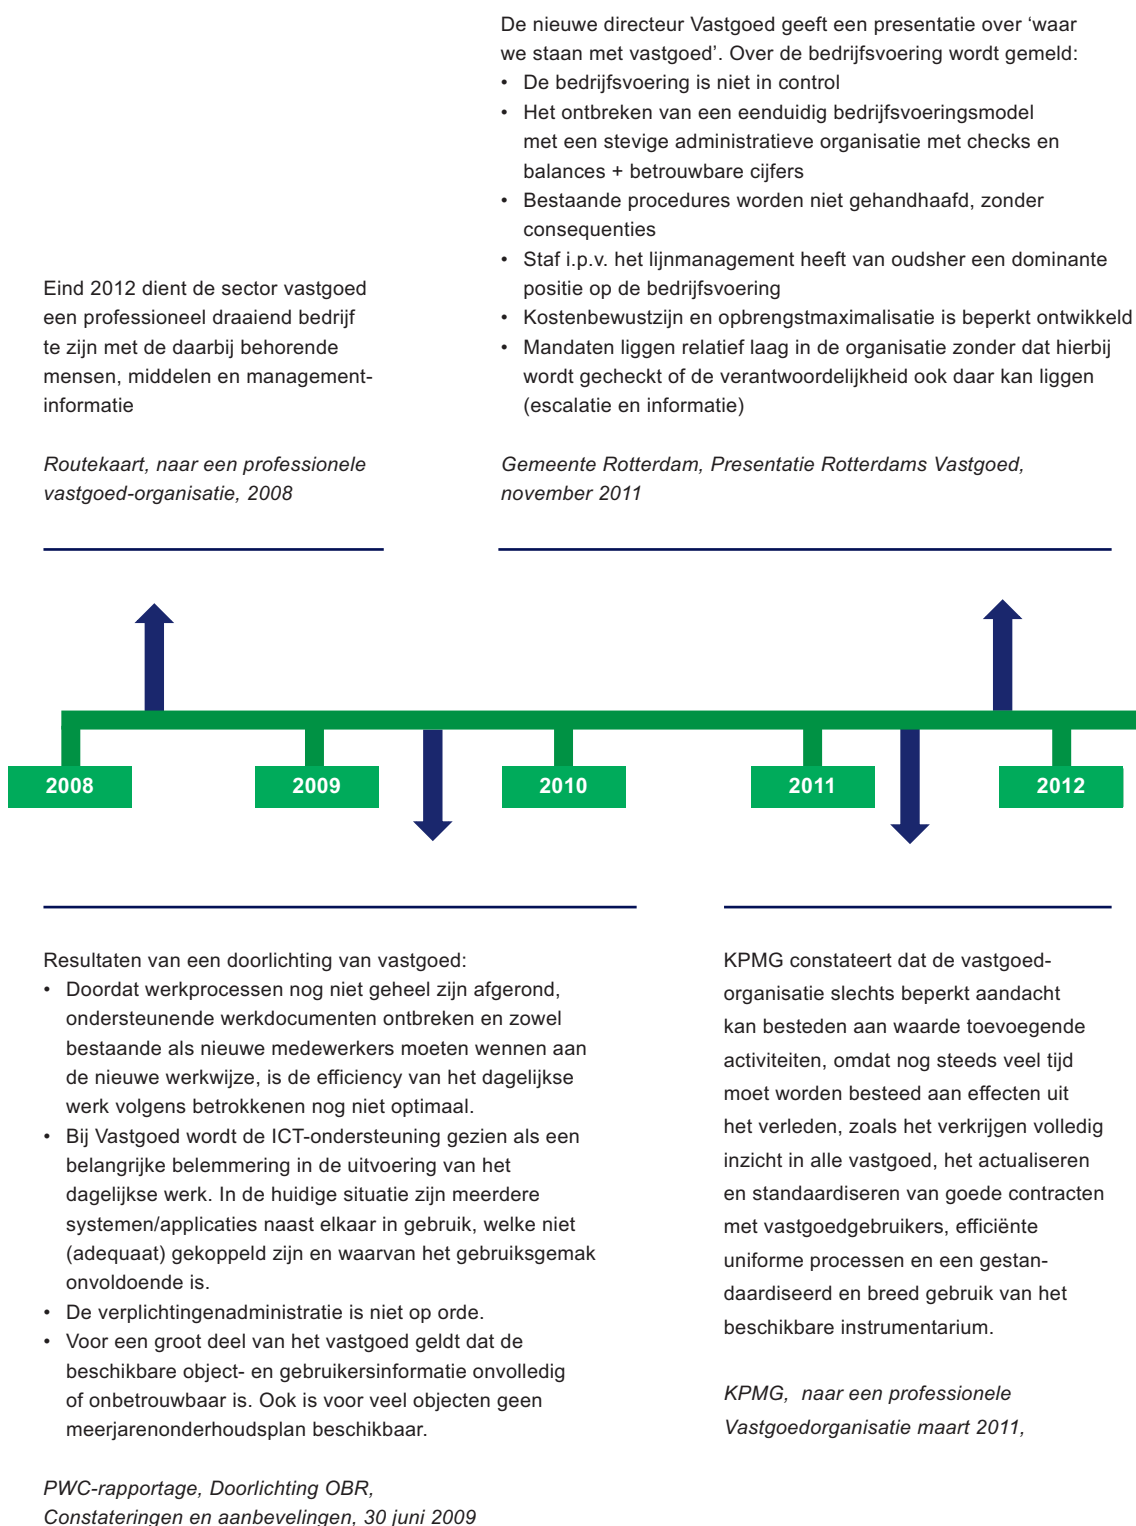 De nieuwe directeur Vastgoed geeft een presentatie over ‘waar
we staan met vastgoed’. Over de bedrijfsvoering wordt gemeld:
• De bedrijfsvoering is niet in control
• Het ontbreken van een eenduidig bedrijfsvoeringsmodel
met een stevige administratieve organisatie met checks en
balances + betrouwbare cijfers
• Bestaande procedures worden niet gehandhaafd, zonder
consequenties
• Staf i.p.v. het lijnmanagement heeft van oudsher een dominante
positie op de bedrijfsvoering
• Kostenbewustzijn en opbrengstmaximalisatie is beperkt ontwikkeld
• Mandaten liggen relatief laag in de organisatie zonder dat hierbij
wordt gecheckt of de verantwoordelijkheid ook daar kan liggen
(escalatie en informatie)
Gemeente Rotterdam, Presentatie Rotterdams Vastgoed,
november 2011
Eind 2012 dient de sector vastgoed
een professioneel draaiend bedrijf
te zijn met de daarbij behorende
mensen, middelen en management-
informatie
Routekaart, naar een professionele
vastgoed-organisatie, 2008
2008
2009
2010
2011
2012
Resultaten van een doorlichting van vastgoed:
• Doordat werkprocessen nog niet geheel zijn afgerond,
ondersteunende werkdocumenten ontbreken en zowel
bestaande als nieuwe medewerkers moeten wennen aan
de nieuwe werkwijze, is de efficiency van het dagelijkse
werk volgens betrokkenen nog niet optimaal.
• Bij Vastgoed wordt de ICT-ondersteuning gezien als een
belangrijke belemmering in de uitvoering van het
dagelijkse werk. In de huidige situatie zijn meerdere
systemen/applicaties naast elkaar in gebruik, welke niet
(adequaat) gekoppeld zijn en waarvan het gebruiksgemak
onvoldoende is.
• De verplichtingenadministratie is niet op orde.
• Voor een groot deel van het vastgoed geldt dat de
beschikbare object- en gebruikersinformatie onvolledig
of onbetrouwbaar is. Ook is voor veel objecten geen
meerjarenonderhoudsplan beschikbaar.
PWC-rapportage, Doorlichting OBR,
Constateringen en aanbevelingen, 30 juni 2009
KPMG constateert dat de vastgoed-
organisatie slechts beperkt aandacht
kan besteden aan waarde toevoegende
activiteiten, omdat nog steeds veel tijd
moet worden besteed aan effecten uit
het verleden, zoals het verkrijgen volledig
inzicht in alle vastgoed, het actualiseren
en standaardiseren van goede contracten
met vastgoedgebruikers, efficiënte
uniforme processen en een gestan-
daardiseerd en breed gebruik van het
beschikbare instrumentarium.
KPMG, naar een professionele
Vastgoedorganisatie maart 2011,